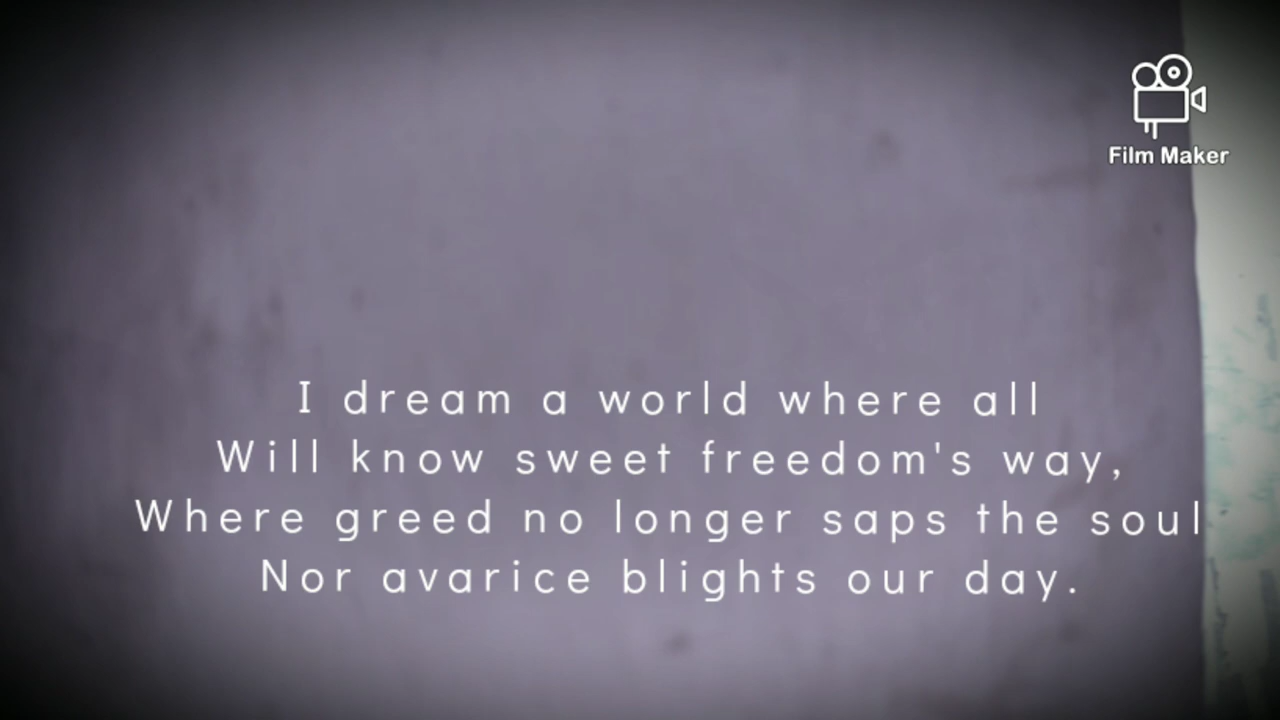 Film Maker
I dream a world where all
Will know sweet freedom's way,
Where greed no longer saps the soul
Nor avarice blights our day.